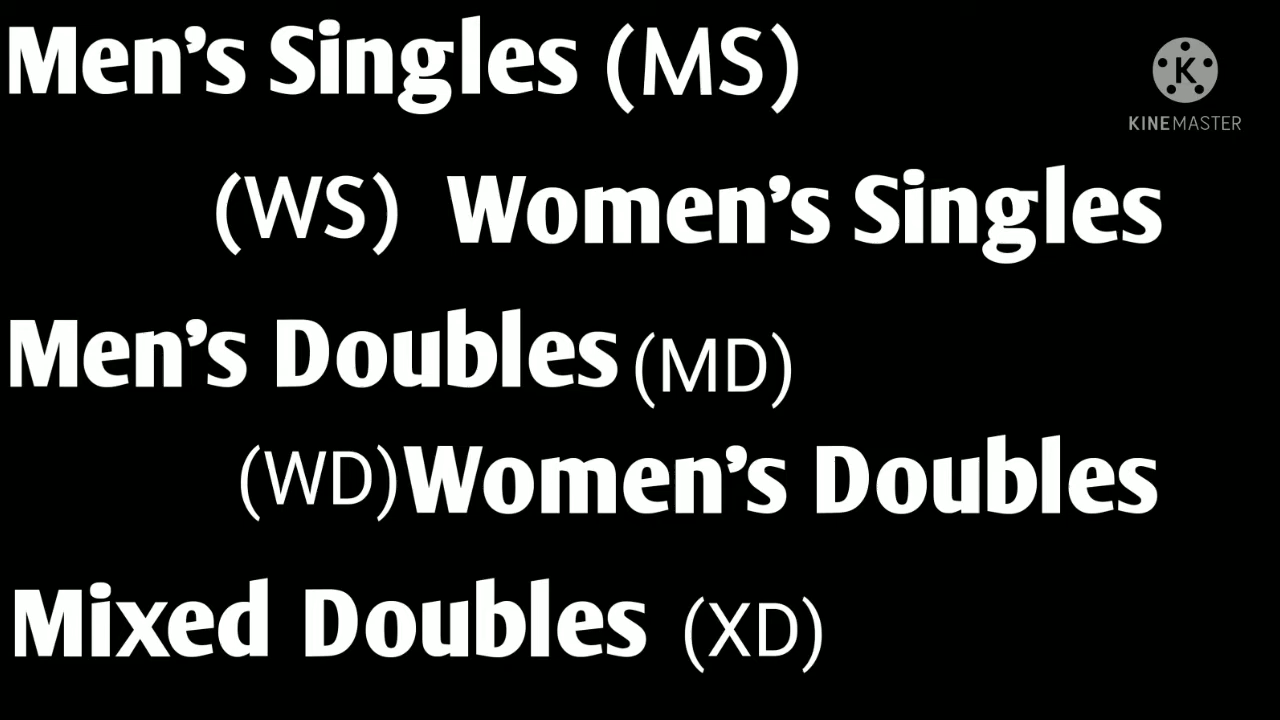 Men’s Singles (MS)
K
KINEMASTER
(WS) Women’s Singles
Men’s Doubles (MD)
(WD)Women’s Doubles
Mixed Doubles (XD)